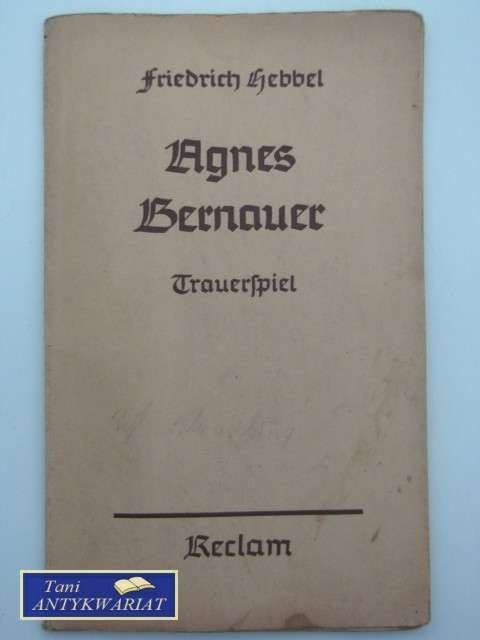 Friedrich Hebbel
Agnes
Bernauer
Trauerſpiel
Reclam
Tani
ANTYKWARIAT